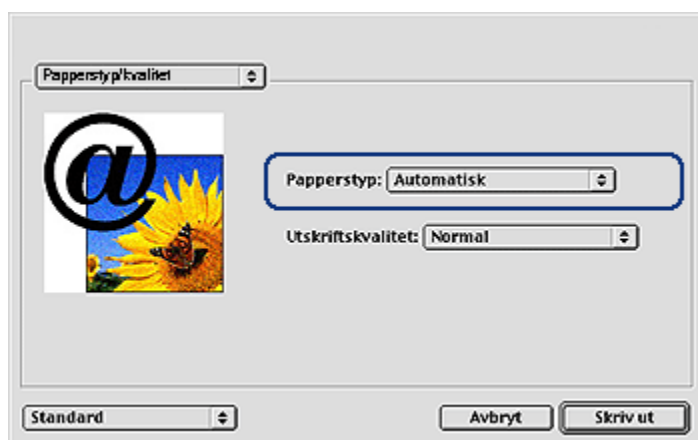 Papperstyp/kvalitet
@
Papperstyp: Automatisk
Utskriftskvalitet: Normal
Standard
Avbryt
Skriv ut